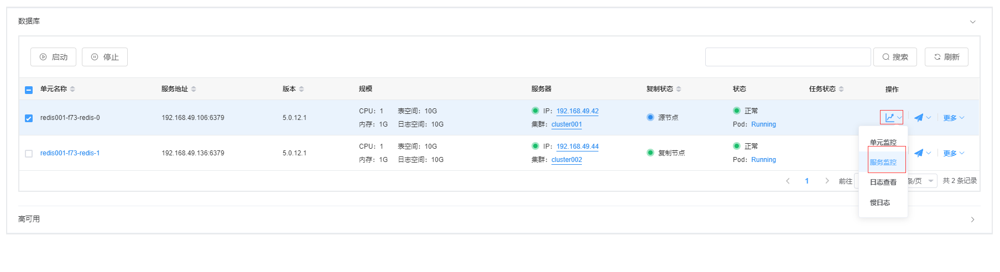 数据库
启动 停止 搜索 刷新
单元名称 服务地址 版本 规模 服务器 复制状态 状态 任务状态 操作
redis001-f73-redis-0 192.168.49.106:6379 5.0.12.1 CPU：1 表空间：10G IP：192.168.49.42 源节点 正常 更多
内存：1G 日志空间：10G 集群：cluster001 Pod：Running
单元监控
redis001-f73-redis-1 192.168.49.136:6379 5.0.12.1 CPU：1 表空间：10G IP：192.168.49.44 复制节点 正常 更多
内存：1G 日志空间：10G 集群：cluster002 Pod：Running
服务监控
1 前往 条/页 共 2 条记录
日志查看
慢日志
高可用